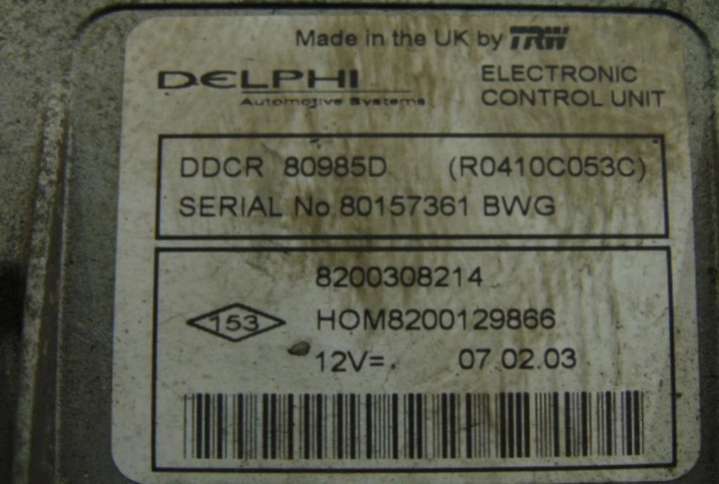 Made in the UK by TRW
DELPHI
Automotive Systems
ELECTRONIC
CONTROL UNIT
DDCR 80985D (R0410C053C)
SERIAL No 80157361 BWG
8200308214
153 HOM8200129866
12V=. 07.02.03